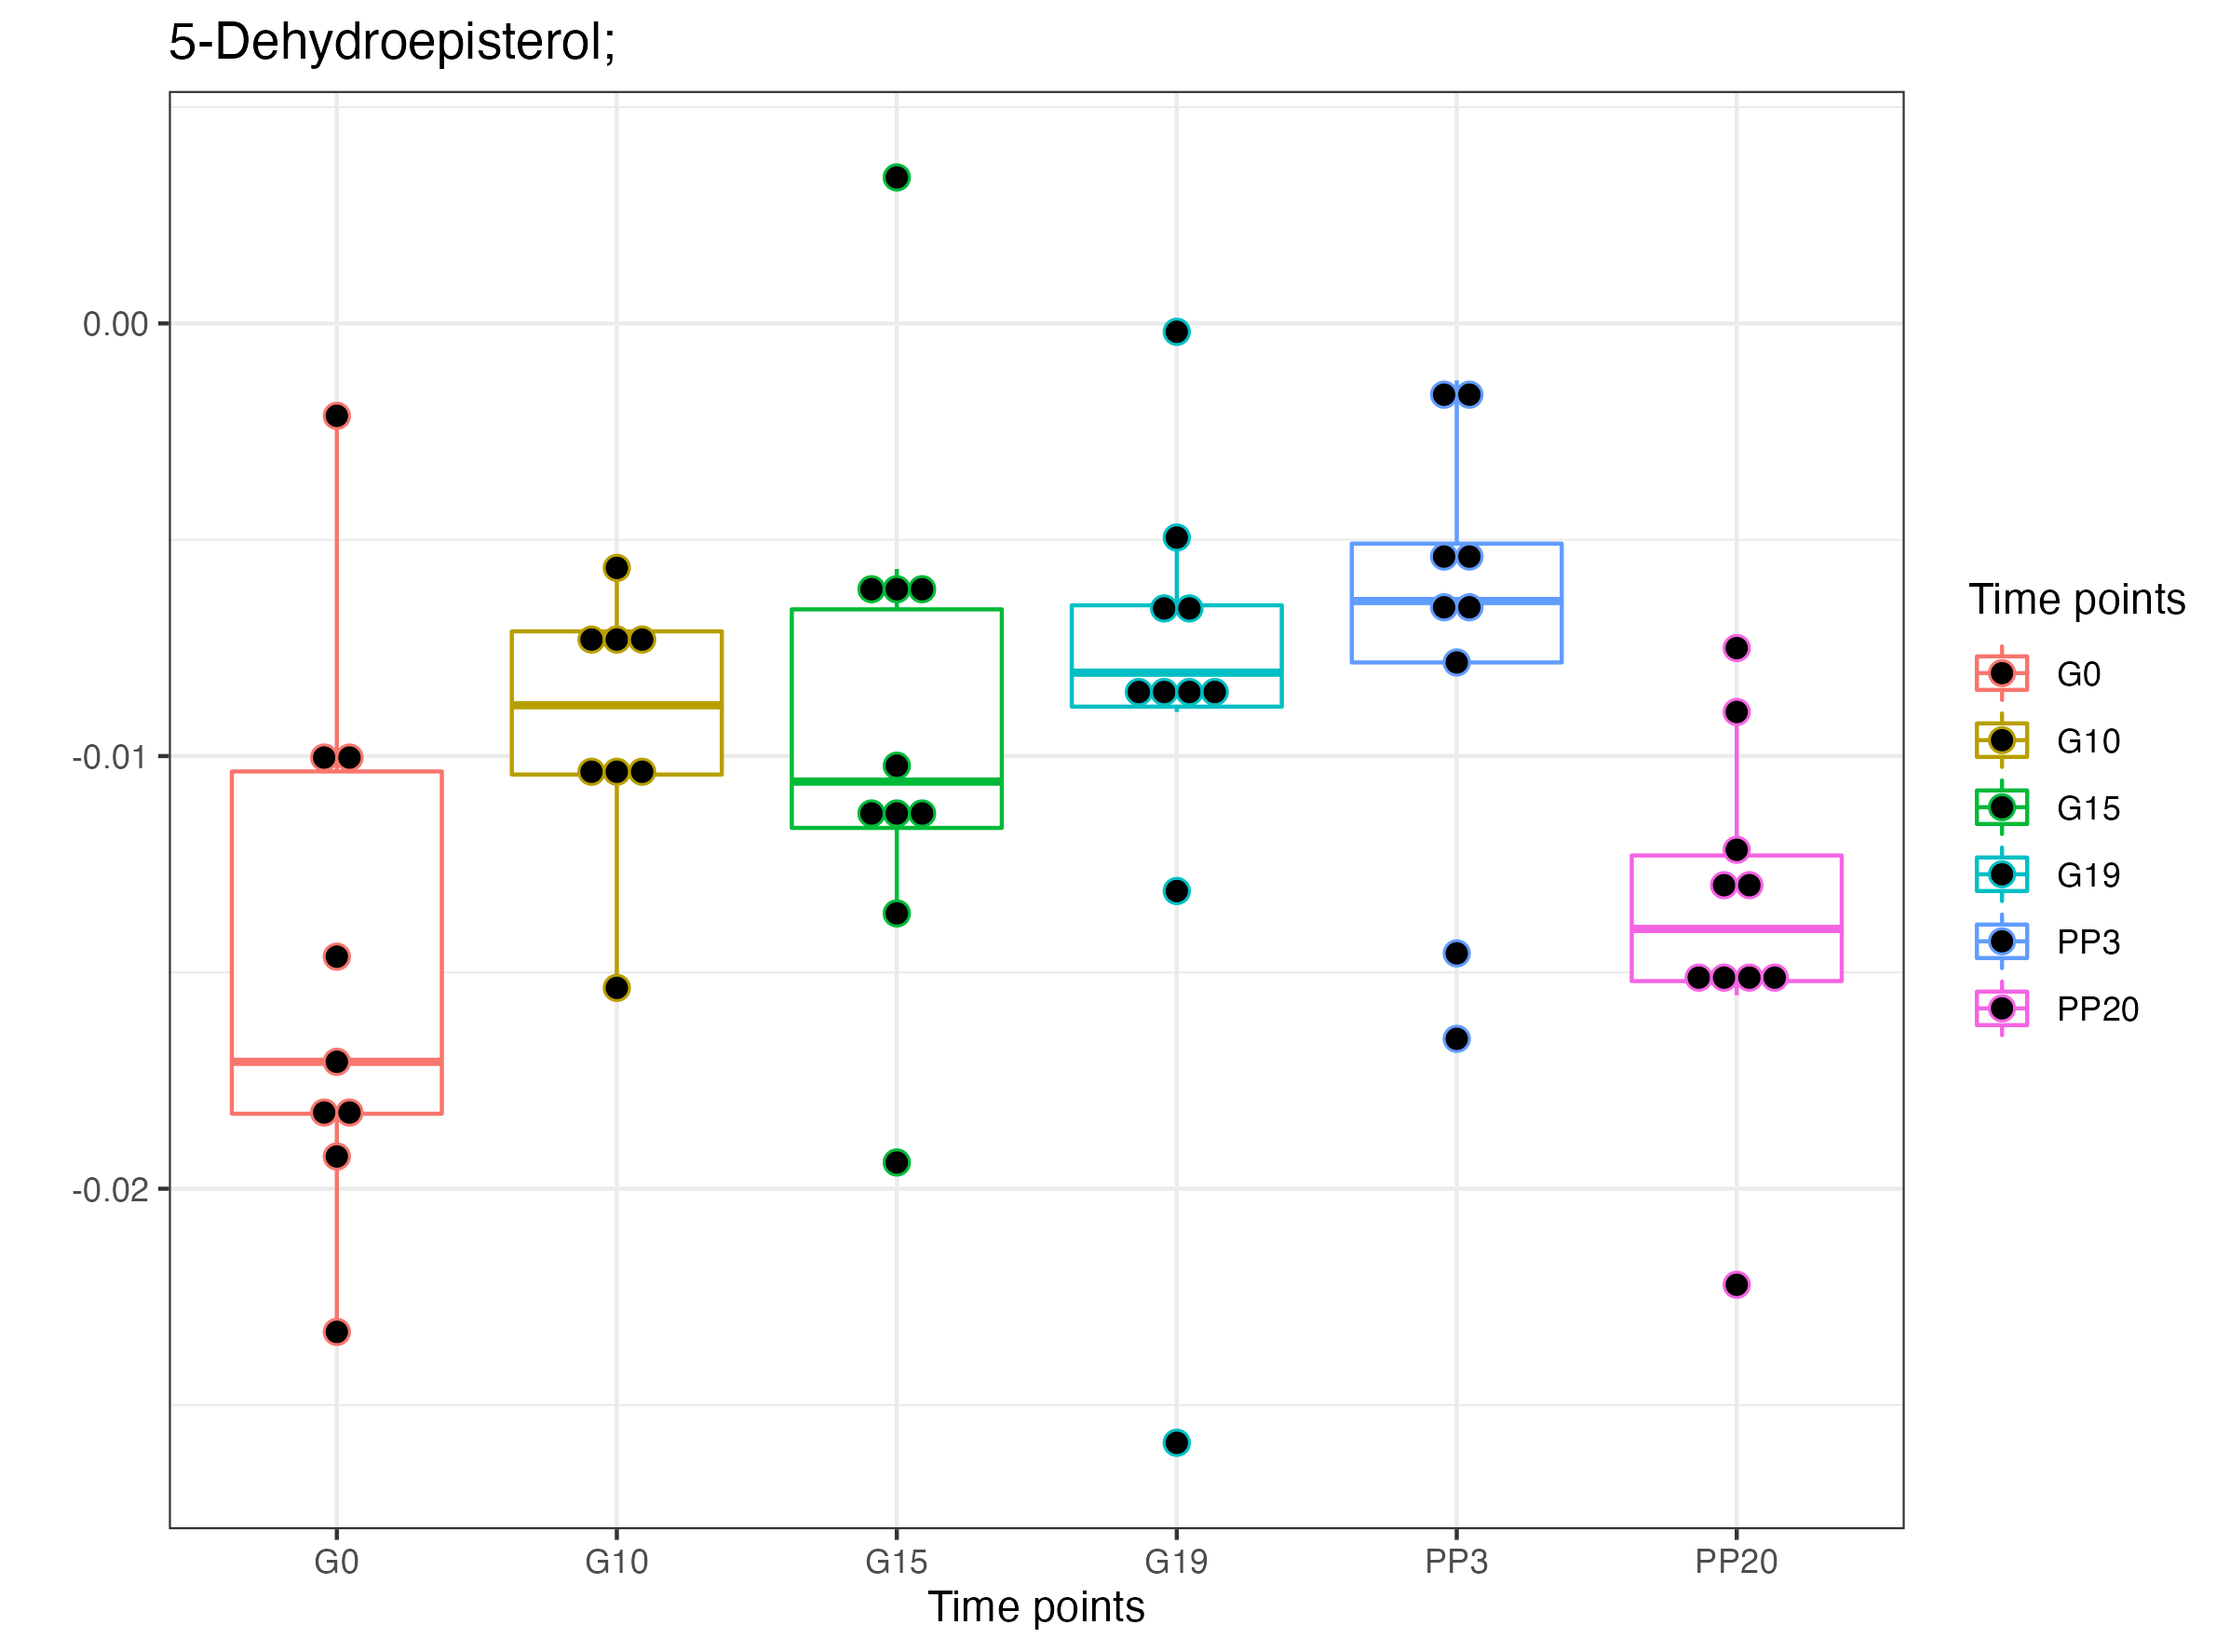 5-Dehydroepisterol;
0.00
-0.01
-0.02
G0 G10 G15 G19 PP3 PP20
Time points
Time points
G0
G10
G15
G19
PP3
PP20